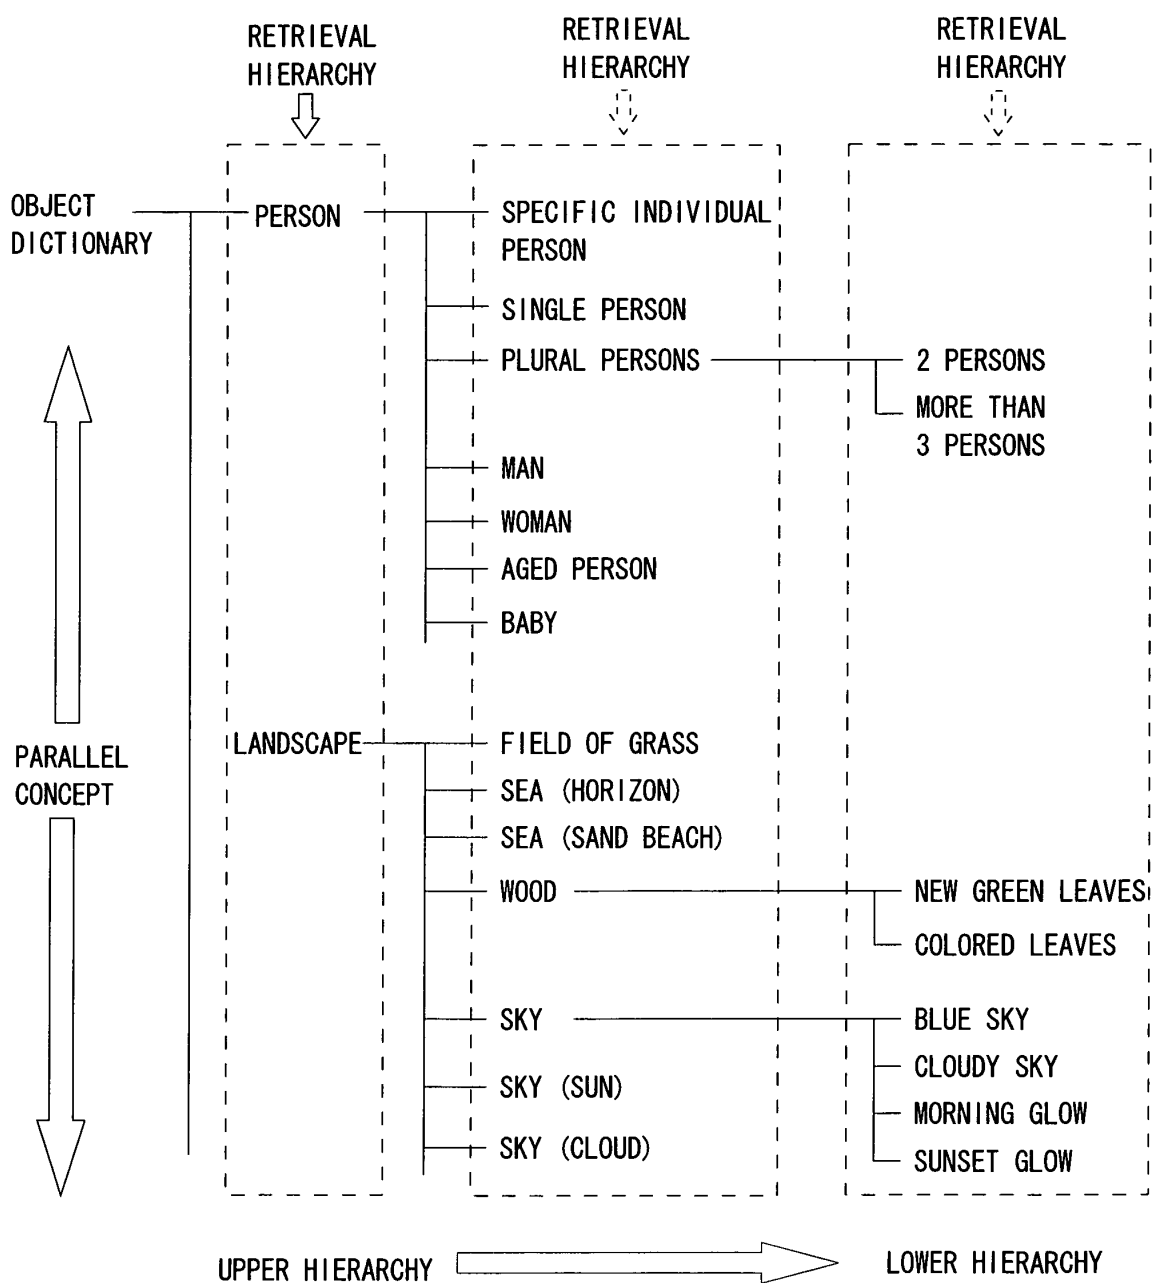 RETRIEVAL
HIERARCHY
RETRIEVAL
HIERARCHY
RETRIEVAL
HIERARCHY
OBJECT
DICTIONARY
PERSON
SPECIFIC INDIVIDUAL
PERSON
SINGLE PERSON
PLURAL PERSONS
2 PERSONS
MORE THAN
3 PERSONS
MAN
WOMAN
AGED PERSON
BABY
PARALLEL
CONCEPT
LANDSCAPE
FIELD OF GRASS
SEA (HORIZON)
SEA (SAND BEACH)
WOOD
NEW GREEN LEAVES
COLORED LEAVES
SKY
BLUE SKY
CLOUDY SKY
SKY (SUN)
MORNING GLOW
SKY (CLOUD)
SUNSET GLOW
UPPER HIERARCHY
LOWER HIERARCHY